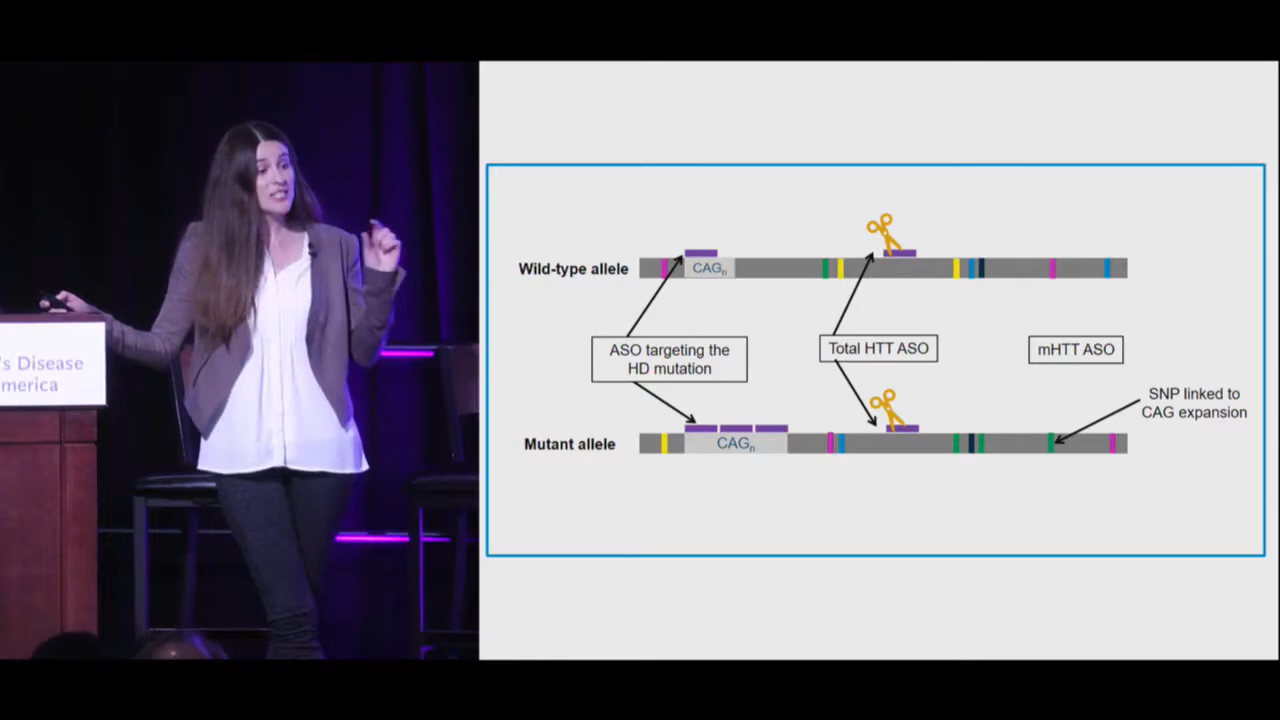 's Disease
merica
Wild-type allele
CAGn
ASO targeting the
HD mutation
Total HTT ASO
mHTT ASO
SNP linked to
CAG expansion
Mutant allele
CAGn